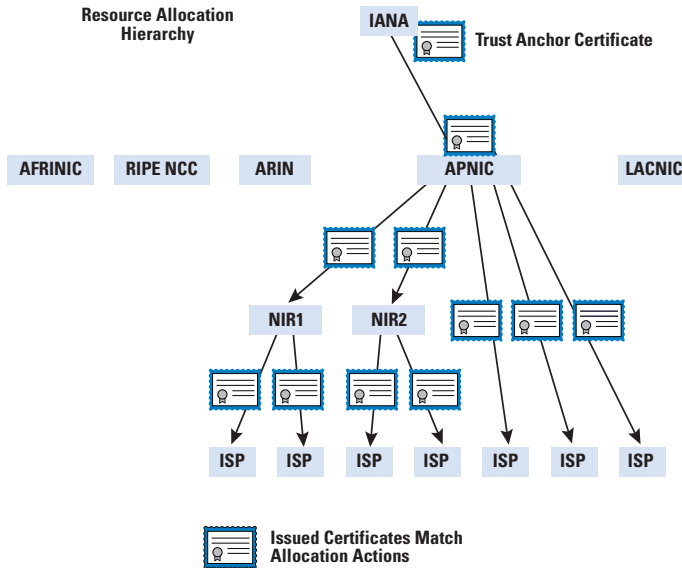 Resource Allocation
Hierarchy
IANA
Trust Anchor Certificate
AFRINIC
RIPE NCC
ARIN
APNIC
LACNIC
NIR1
NIR2
ISP
ISP
ISP
ISP
ISP
ISP
ISP
Issued Certificates Match
Allocation Actions